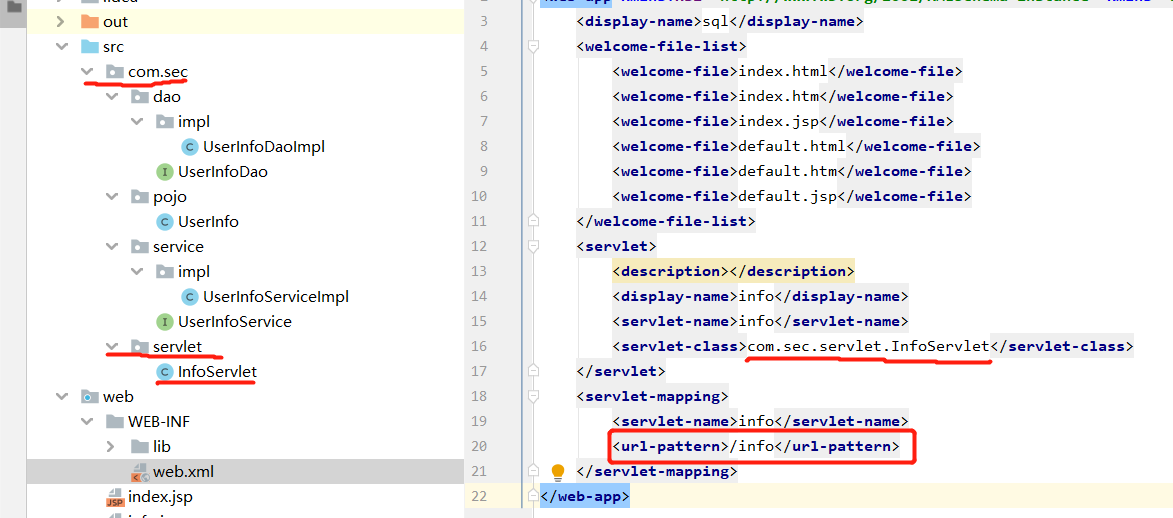 out
src
com.sec
dao
impl
UserInfoDaoImpl
UserInfoDao
pojo
UserInfo
service
impl
UserInfoServiceImpl
UserInfoService
servlet
InfoServlet
web
WEB-INF
lib
web.xml
index.jsp
3 <display-name>sql</display-name>
4 <welcome-file-list>
5 <welcome-file>index.html</welcome-file>
6 <welcome-file>index.htm</welcome-file>
7 <welcome-file>index.jsp</welcome-file>
8 <welcome-file>default.html</welcome-file>
9 <welcome-file>default.htm</welcome-file>
10 <welcome-file>default.jsp</welcome-file>
11 </welcome-file-list>
12 <servlet>
13 <description></description>
14 <display-name>info</display-name>
15 <servlet-name>info</servlet-name>
16 <servlet-class>com.sec.servlet.InfoServlet</servlet-class>
17 </servlet>
18 <servlet-mapping>
19 <servlet-name>info</servlet-name>
20 <url-pattern>/info</url-pattern>
21 </servlet-mapping>
22 </web-app>